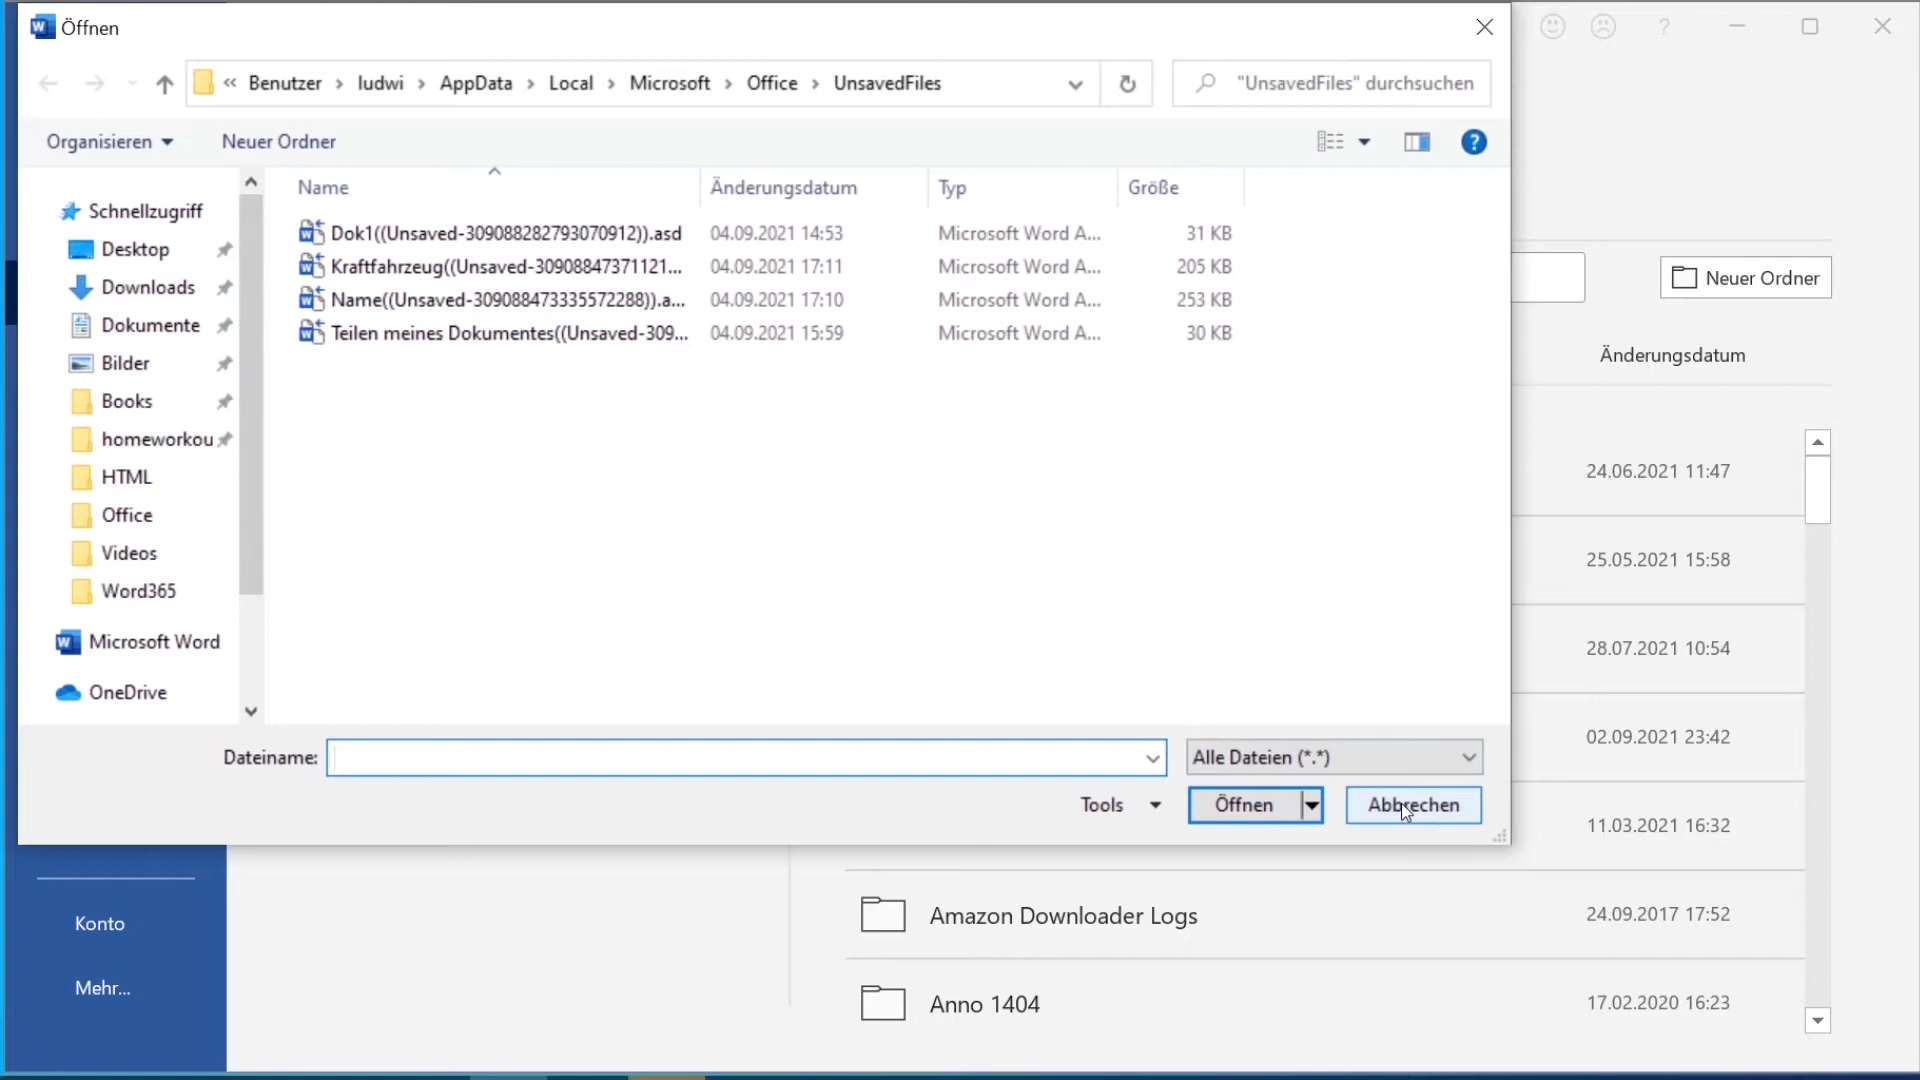 Öffnen
?
« Benutzer › ludwi › AppData › Local › Microsoft › Office › UnsavedFiles
"UnsavedFiles" durchsuchen
Organisieren
Neuer Ordner
?
Name
Änderungsdatum
Typ
Größe
Dok1((Unsaved-309088282793070912)).asd 04.09.2021 14:53 Microsoft Word A... 31 KB
Kraftfahrzeug((Unsaved-30908847371121... 04.09.2021 17:11 Microsoft Word A... 205 KB
Name((Unsaved-309088473335572288)).a... 04.09.2021 17:10 Microsoft Word A... 253 KB
Teilen meines Dokumentes((Unsaved-309... 04.09.2021 15:59 Microsoft Word A... 30 KB
Schnellzugriff
Desktop
Downloads
Dokumente
Bilder
Books
homeworkou
HTML
Office
Videos
Word365
Microsoft Word
OneDrive
Dateiname:
Alle Dateien (*.*)
Tools
Öffnen
Abbrechen
Neuer Ordner
Änderungsdatum
24.06.2021 11:47
25.05.2021 15:58
28.07.2021 10:54
02.09.2021 23:42
11.03.2021 16:32
Amazon Downloader Logs 24.09.2017 17:52
Anno 1404 17.02.2020 16:23
Konto
Mehr...